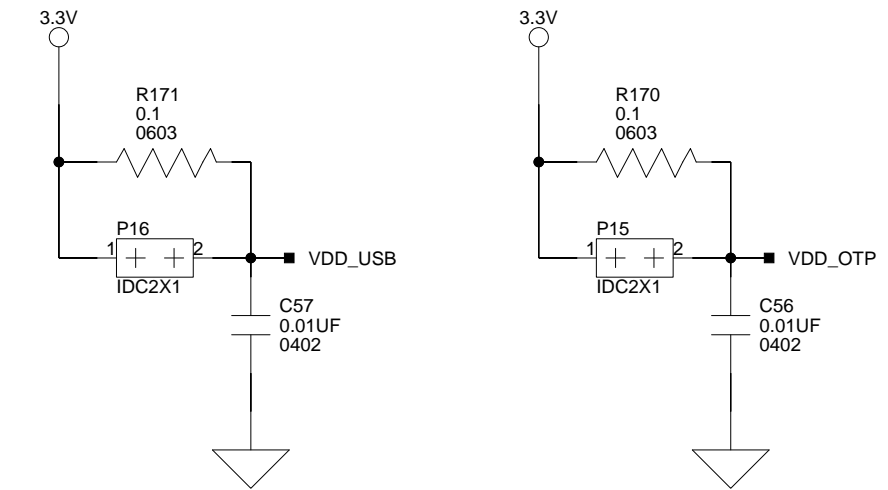 3.3V
R171
0.1
0603
P16
1
2
IDC2X1
VDD_USB
C57
0.01UF
0402
3.3V
R170
0.1
0603
P15
1
2
IDC2X1
VDD_OTP
C56
0.01UF
0402